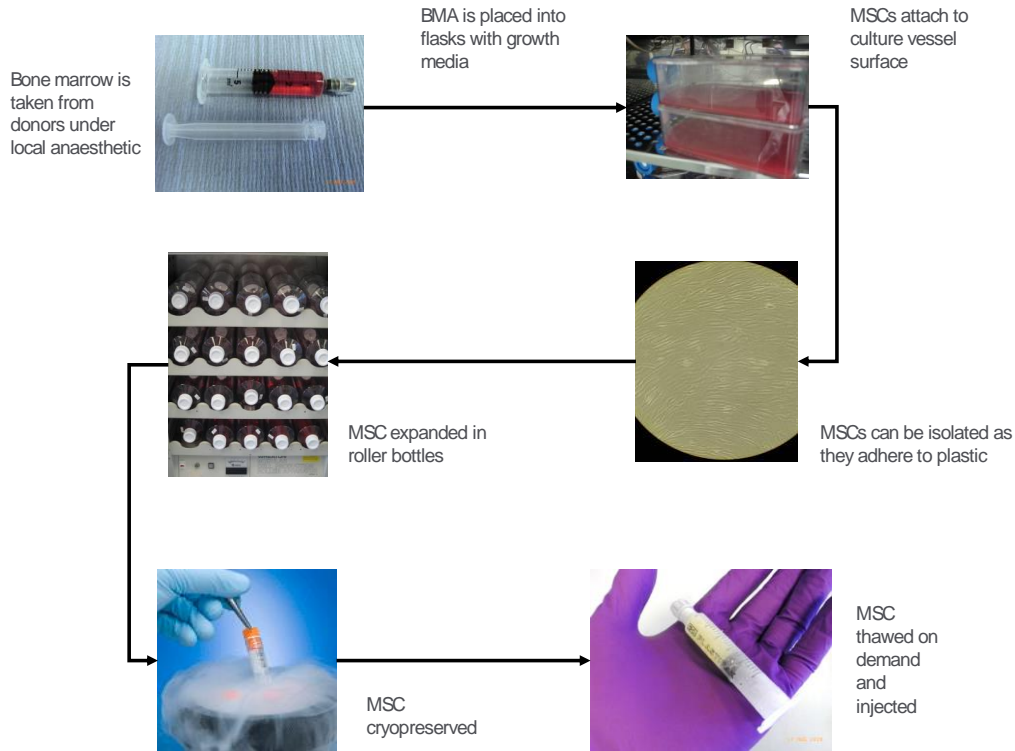 BMA is placed into
flasks with growth
media
MSCs attach to
culture vessel
surface
Bone marrow is
taken from
donors under
local anaesthetic
5
MSC expanded in
roller bottles
MSCs can be isolated as
they adhere to plastic
MSC
cryopreserved
MSC
thawed on
demand
and
injected